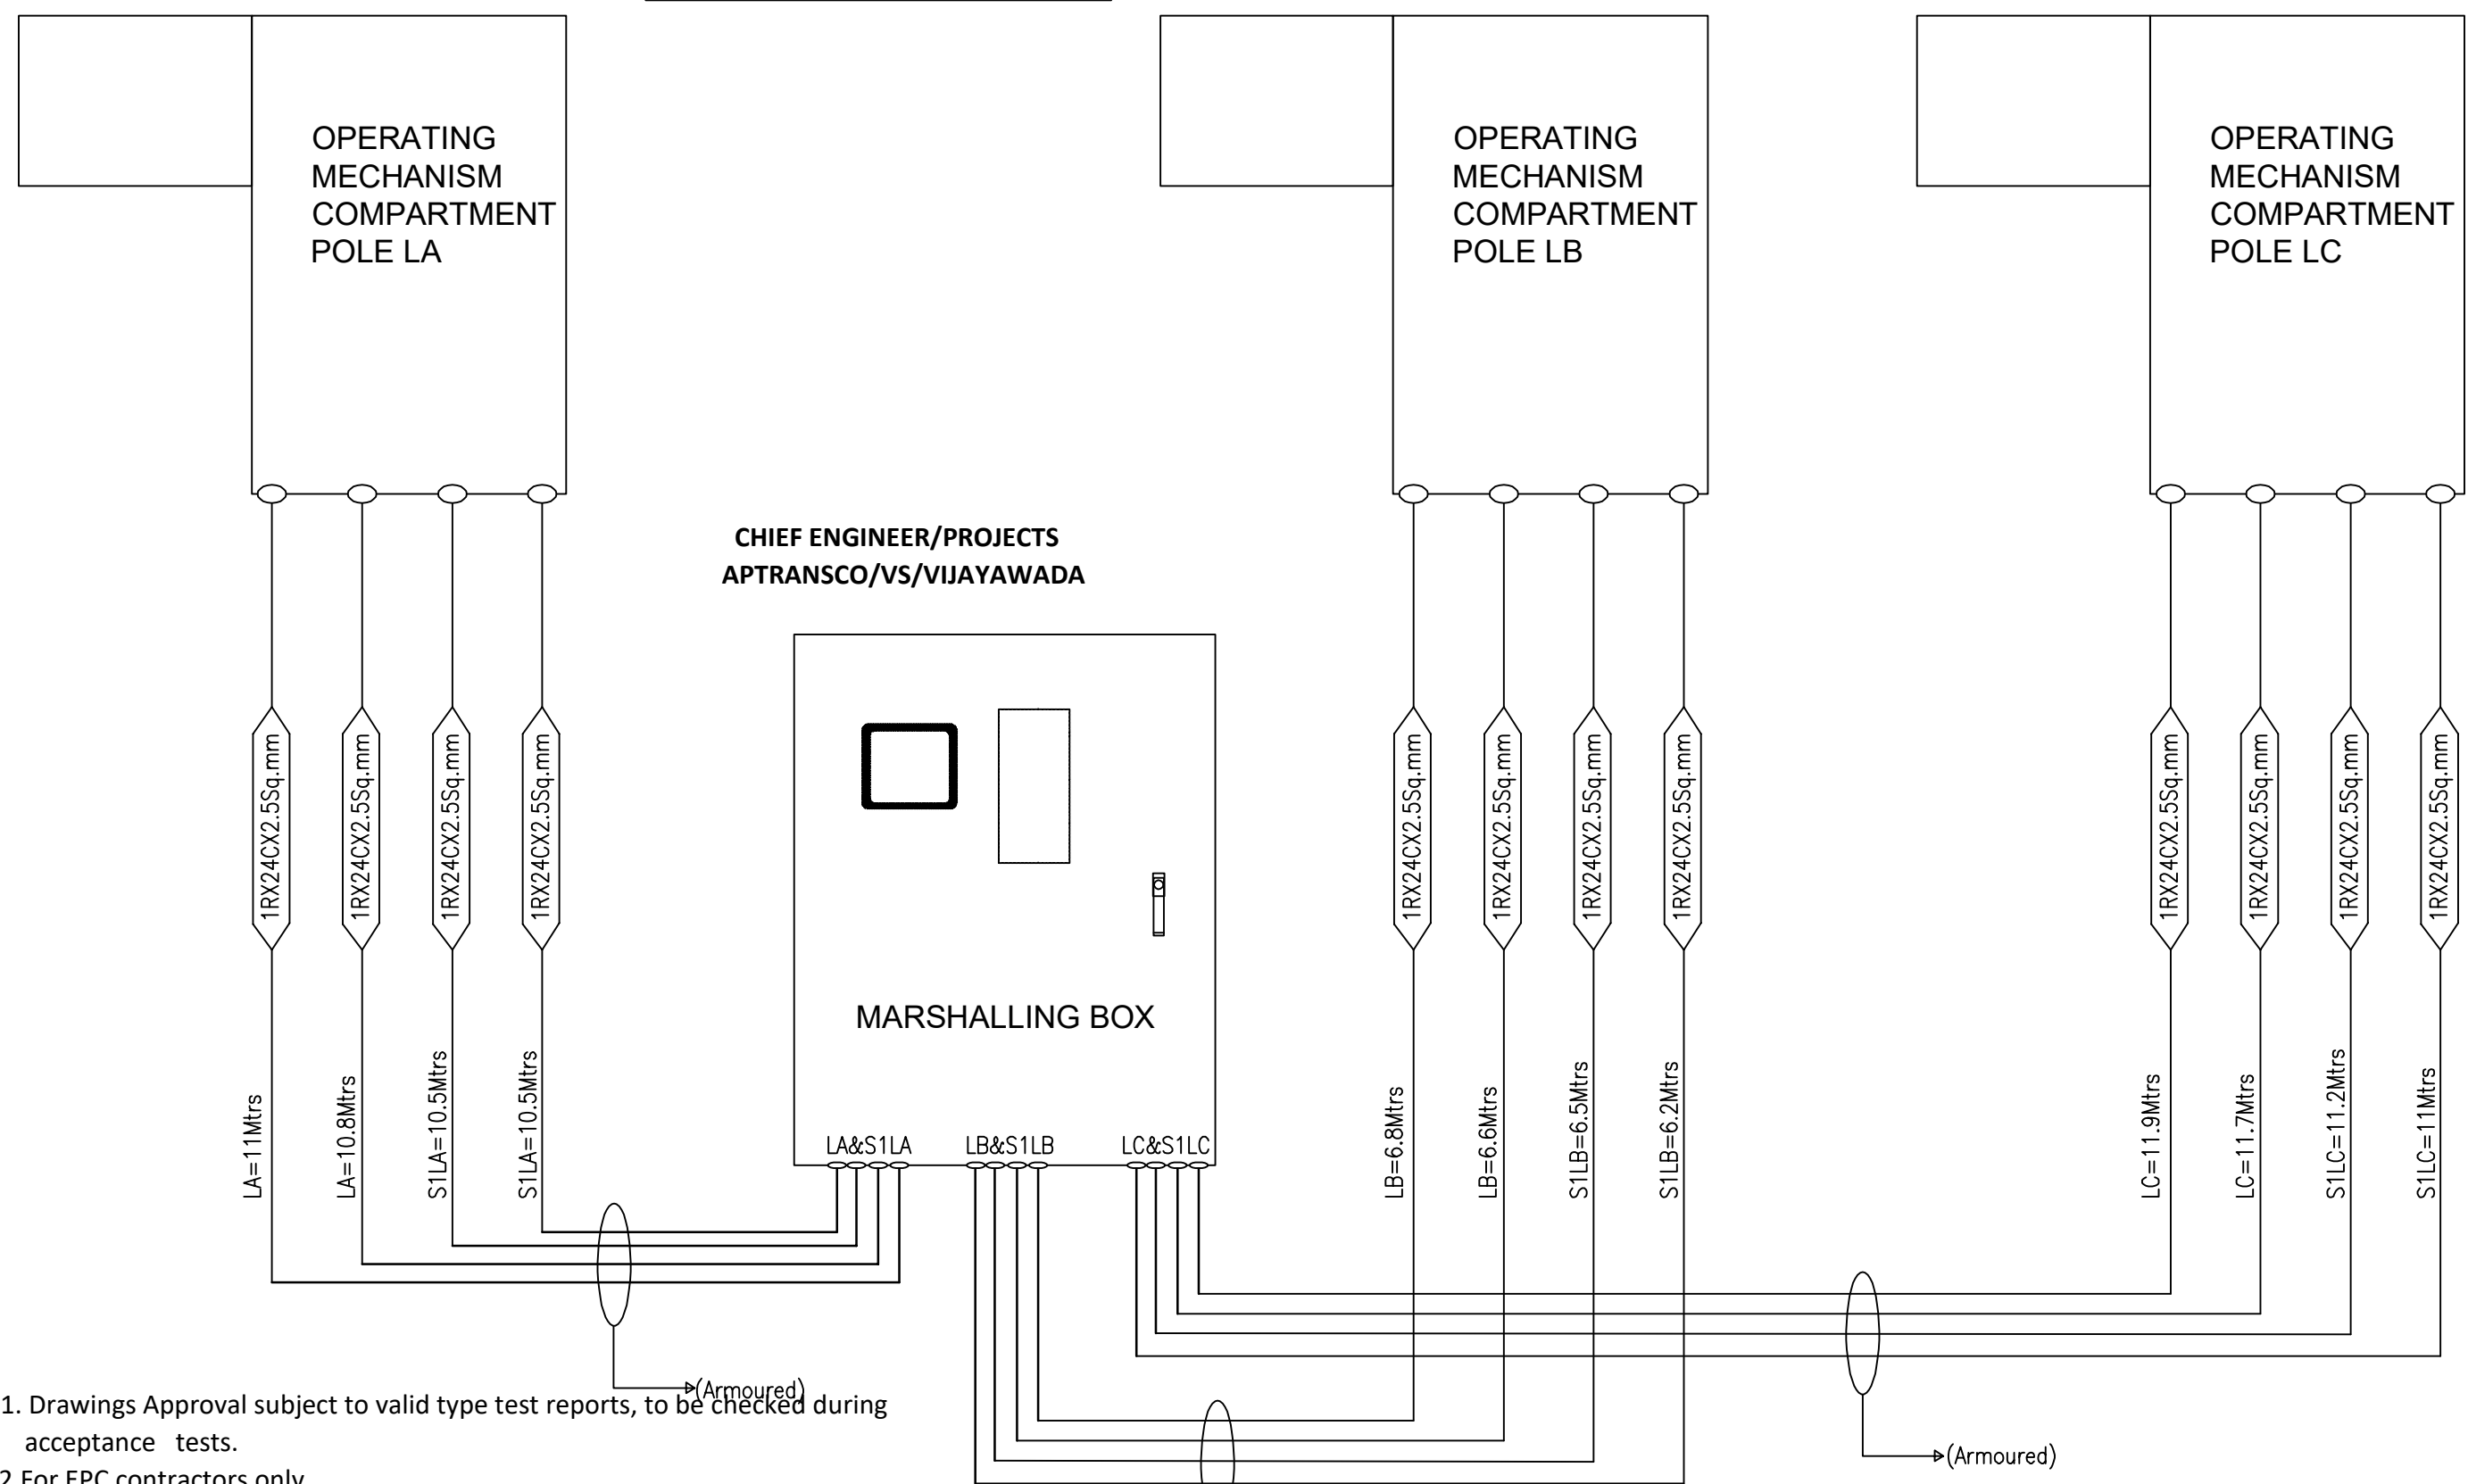 OPERATING
MECHANISM
COMPARTMENT
POLE LA
OPERATING
MECHANISM
COMPARTMENT
POLE LB
OPERATING
MECHANISM
COMPARTMENT
POLE LC
CHIEF ENGINEER/PROJECTS
APTRANSCO/VS/VIJAYAWADA
1RX24CX2.5Sq.mm
1RX24CX2.5Sq.mm
1RX24CX2.5Sq.mm
1RX24CX2.5Sq.mm
1RX24CX2.5Sq.mm
1RX24CX2.5Sq.mm
1RX24CX2.5Sq.mm
1RX24CX2.5Sq.mm
1RX24CX2.5Sq.mm
1RX24CX2.5Sq.mm
1RX24CX2.5Sq.mm
1RX24CX2.5Sq.mm
MARSHALLING BOX
LA=11Mtrs
LA=10.8Mtrs
S1LA=10.5Mtrs
S1LA=10.5Mtrs
LA&S1LA
LB&S1LB
LC&S1LC
LB=6.8Mtrs
LB=6.6Mtrs
S1LB=6.5Mtrs
S1LB=6.2Mtrs
LC=11.9Mtrs
LC=11.7Mtrs
S1LC=11.2Mtrs
S1LC=11Mtrs
(Armoured)
1. Drawings Approval subject to valid type test reports, to be checked during
acceptance tests.
2 For EPC contractors only
(Armoured)